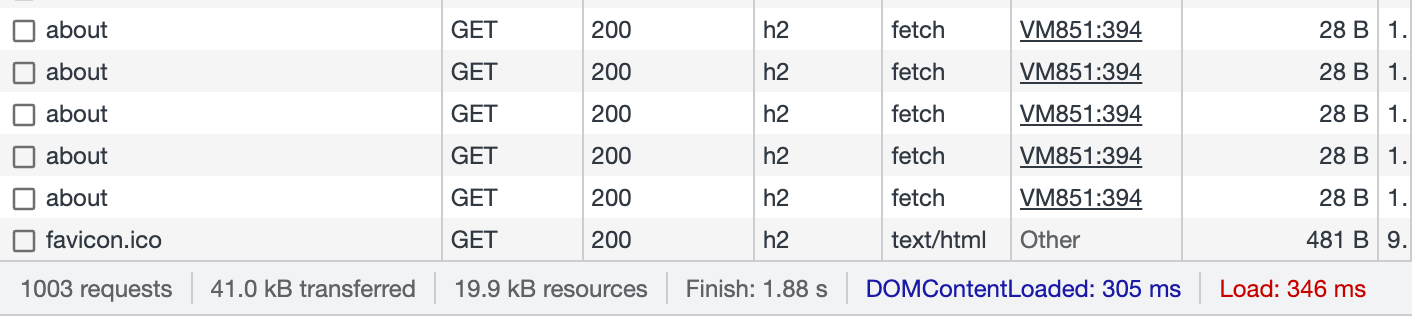 about GET 200 h2 fetch VM851:394 28 B 1.
about GET 200 h2 fetch VM851:394 28 B 1.
about GET 200 h2 fetch VM851:394 28 B 1.
about GET 200 h2 fetch VM851:394 28 B 1.
about GET 200 h2 fetch VM851:394 28 B 1.
favicon.ico GET 200 h2 text/html Other 481 B 9.
1003 requests 41.0 kB transferred 19.9 kB resources Finish: 1.88 s DOMContentLoaded: 305 ms Load: 346 ms